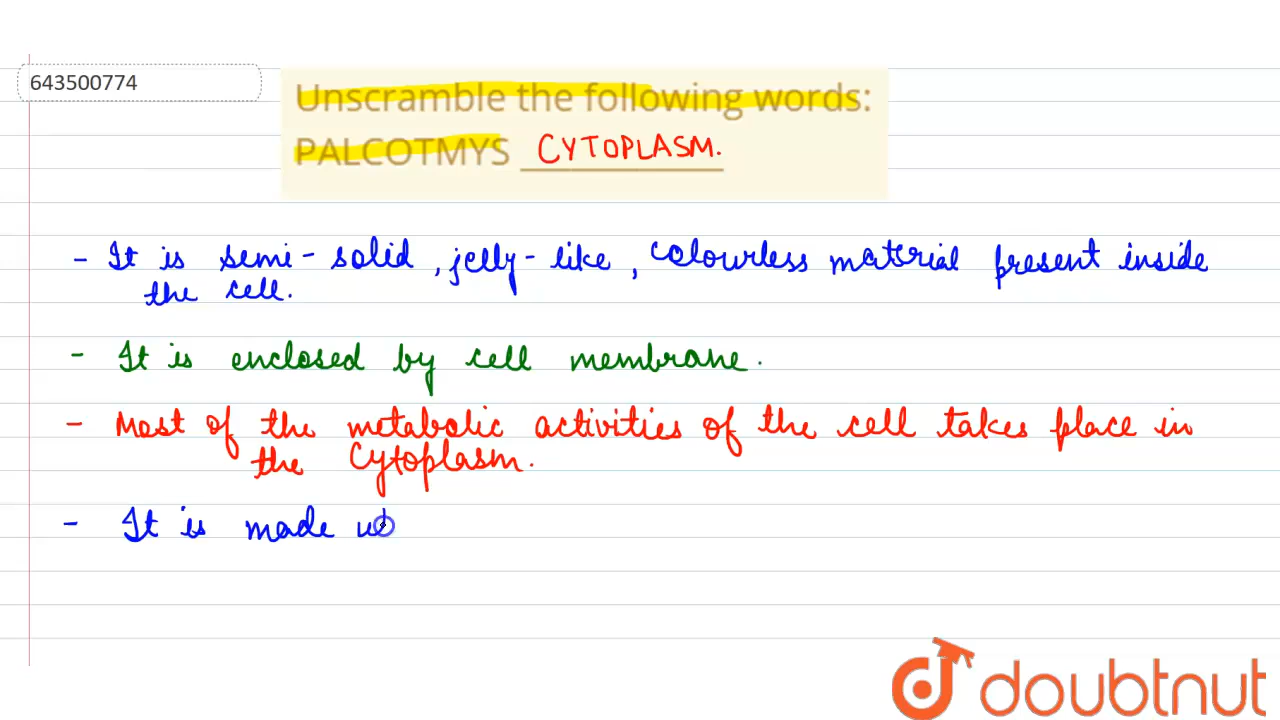 643500774
Unscramble the following words:
PALCOTMYS CYTOPLASM.
- It is semi-solid, jelly-like, colourless material present inside
the cell.
- It is enclosed by cell membrane.
- Most of the metabolic activities of the cell takes place in
the cytoplasm.
- It is made
doubtnut